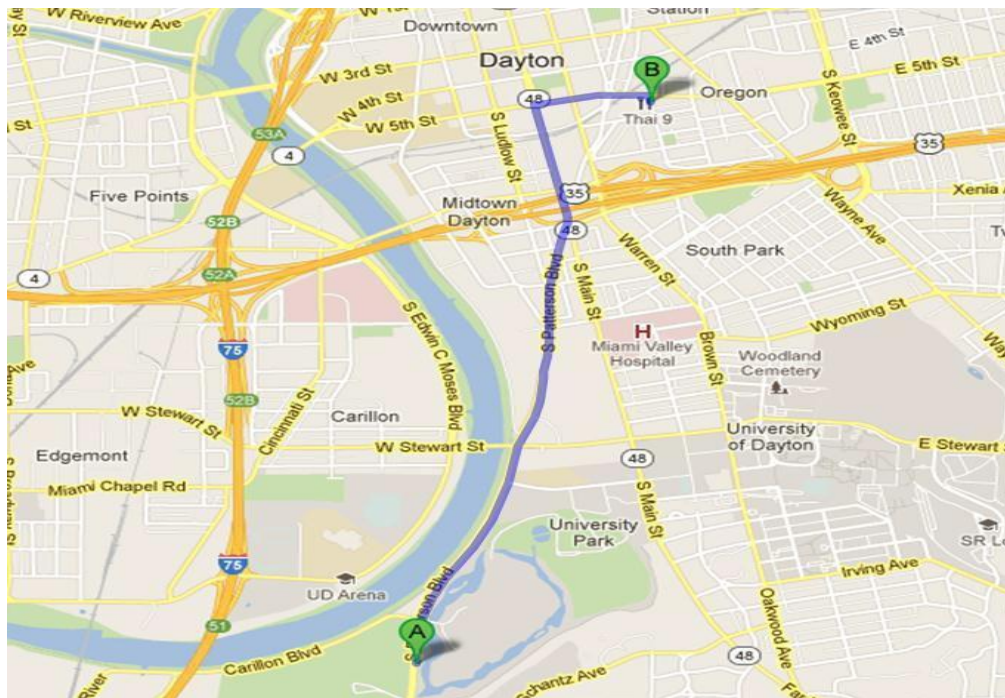 W Riverview Ave
W 1st St
Station
Downtown
Dayton
W 3rd St
E 4th St
B
E 5th St
Oregon
W 4th St
48
Thai 9
S Keowee St
W 5th St
53A
S Ludlow St
4
35
35
Five Points
Midtown
Dayton
Xenia
52B
48
Wayne Ave
South Park
Warren St
4
52A
S Patterson Blvd
S Main St
S Edwin C Moses Blvd
Wyoming St
H
Miami Valley
Hospital
75
Brown St
Woodland
Cemetery
52B
W Stewart St
Cincinnati St
Carillon
University
of Dayton
Edgemont
W Stewart St
E Stewart
48
Miami Chapel Rd
S Main St
University
Park
SR
75
UD Arena
Irving Ave
Oakwood Ave
51
A
Carillon Blvd
48
River
Schantz Ave